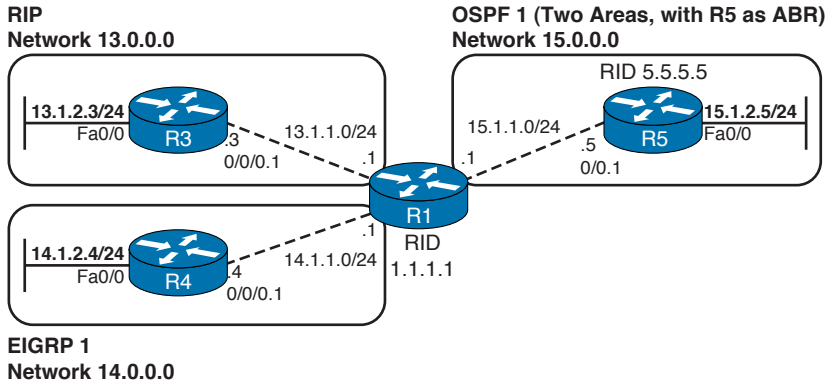 RIP
Network 13.0.0.0
OSPF 1 (Two Areas, with R5 as ABR)
Network 15.0.0.0
RID 5.5.5.5
13.1.2.3/24
Fa0/0
R3
.3
0/0/0.1
13.1.1.0/24
.1
15.1.1.0/24
.1
.5
0/0.1
R5
15.1.2.5/24
Fa0/0
R1
RID
1.1.1.1
.1
14.1.1.0/24
14.1.2.4/24
Fa0/0
R4
.4
0/0/0.1
EIGRP 1
Network 14.0.0.0